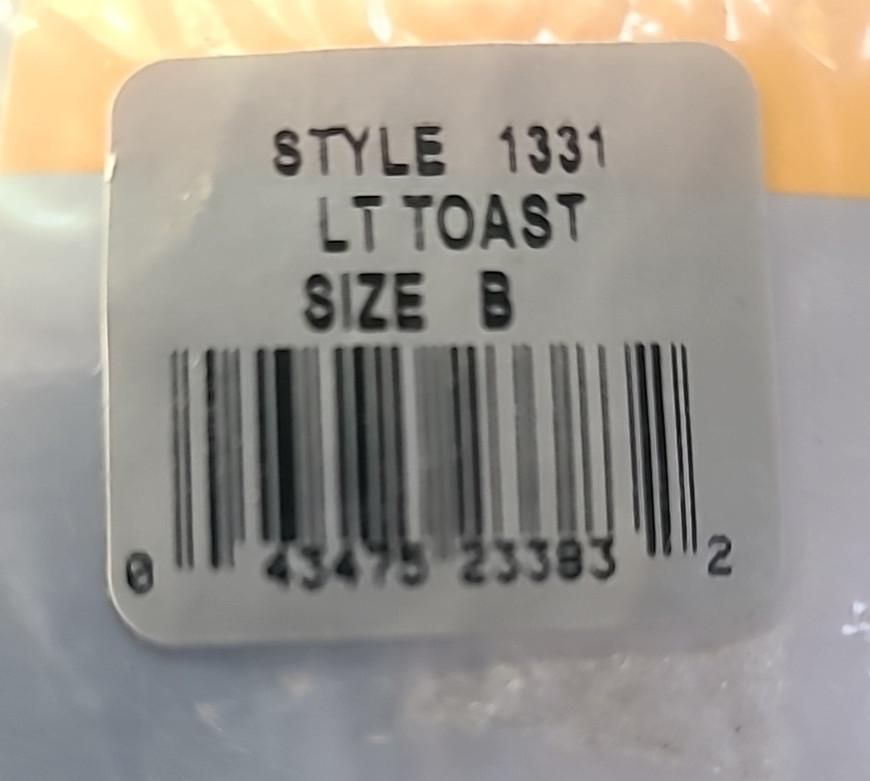 STYLE 1331
LT TOAST
SIZE B
0 43475 23383 2